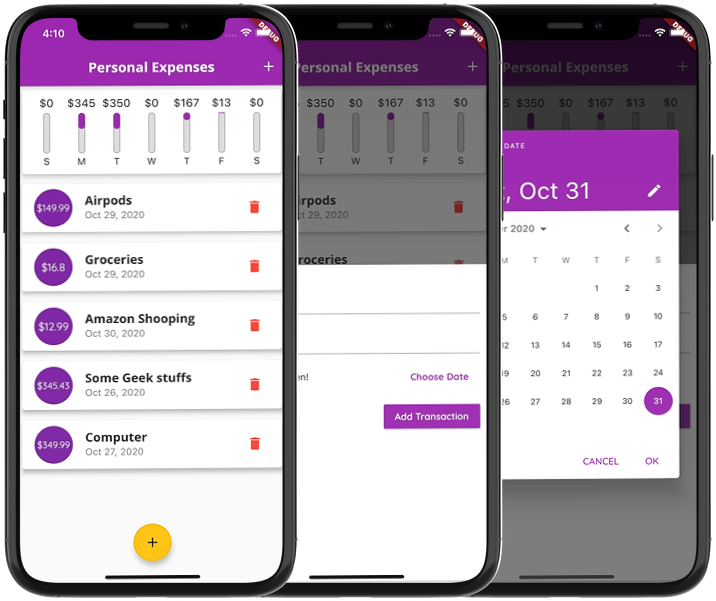 4:10
DEBUG
Personal Expenses
+
$0 $345 $350 $0 $167 $13 $0
S M T W T F S
$149.99 Airpods
Oct 29, 2020
$16.8 Groceries
Oct 29, 2020
$12.99 Amazon Shooping
Oct 30, 2020
$345.43 Some Geek stuffs
Oct 26, 2020
$349.99 Computer
Oct 27, 2020
+
DEBUG
Personal Expenses
+
$350 $0 $167 $13 $0
T W T F S
rpods
t 29, 2020
roceries
en!
Choose Date
Add Transaction
DEBUG
Personal Expenses
+
5 $350 $0 $167 $13 $0
DATE
, Oct 31
r 2020
M T W T F S
1 2 3
5 6 7 8 9 10
12 13 14 15 16 17
19 20 21 22 23 24
26 27 28 29 30 31
CANCEL OK